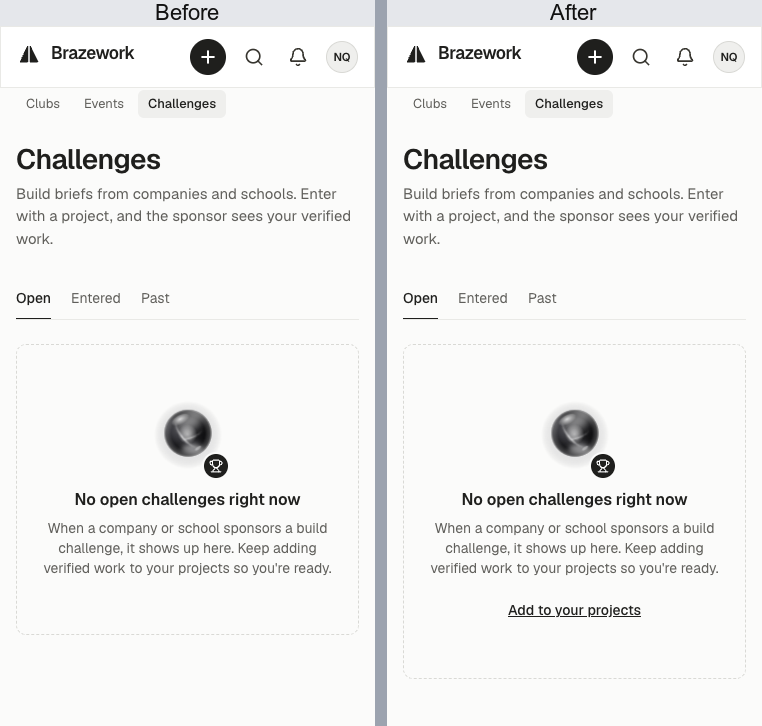 Before
Brazework
NQ
Clubs Events Challenges
Challenges
Build briefs from companies and schools. Enter
with a project, and the sponsor sees your verified
work.
Open Entered Past
No open challenges right now
When a company or school sponsors a build
challenge, it shows up here. Keep adding
verified work to your projects so you're ready.
After
Brazework
NQ
Clubs Events Challenges
Challenges
Build briefs from companies and schools. Enter
with a project, and the sponsor sees your verified
work.
Open Entered Past
No open challenges right now
When a company or school sponsors a build
challenge, it shows up here. Keep adding
verified work to your projects so you're ready.
Add to your projects